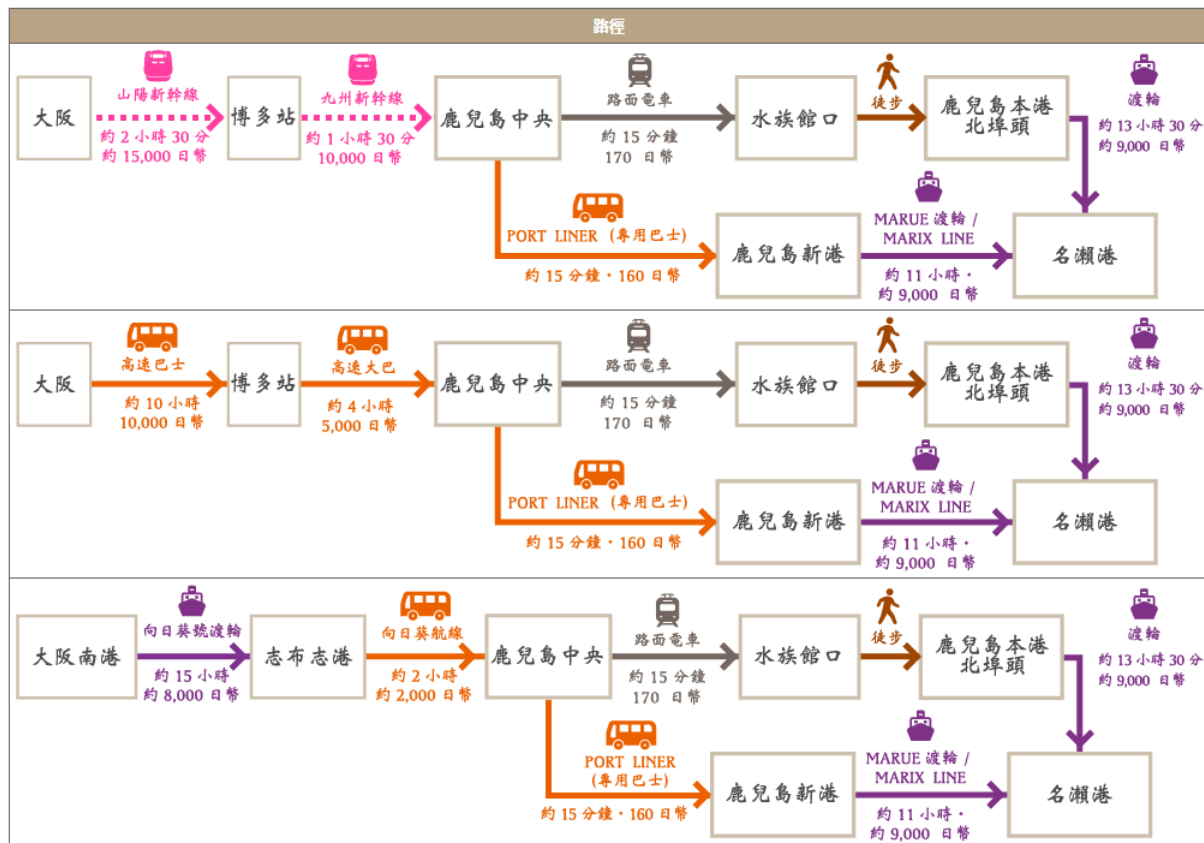 路徑
大阪
山陽新幹線
約 2 小時 30 分
約 15,000 日幣
博多站
九州新幹線
約 1 小時 30 分
10,000 日幣
鹿兒島中央
路面電車
約 15 分鐘
170 日幣
水族館口
徒步
鹿兒島本港
北埠頭
渡輪
約 13 小時 30 分
約 9,000 日幣
PORT LINER (專用巴士)
約 15 分鐘・160 日幣
鹿兒島新港
MARUE 渡輪 /
MARIX LINE
約 11 小時・
約 9,000 日幣
名瀨港
大阪
高速巴士
約 10 小時
10,000 日幣
博多站
高速大巴
約 4 小時
5,000 日幣
鹿兒島中央
路面電車
約 15 分鐘
170 日幣
水族館口
徒步
鹿兒島本港
北埠頭
渡輪
約 13 小時 30 分
約 9,000 日幣
PORT LINER (專用巴士)
約 15 分鐘・160 日幣
鹿兒島新港
MARUE 渡輪 /
MARIX LINE
約 11 小時・
約 9,000 日幣
名瀨港
大阪南港
向日葵號渡輪
約 15 小時
約 8,000 日幣
志布志港
向日葵航線
約 2 小時
約 2,000 日幣
鹿兒島中央
路面電車
約 15 分鐘
170 日幣
水族館口
徒步
鹿兒島本港
北埠頭
渡輪
約 13 小時 30 分
約 9,000 日幣
PORT LINER
(專用巴士)
約 15 分鐘・160 日幣
鹿兒島新港
MARUE 渡輪 /
MARIX LINE
約 11 小時・
約 9,000 日幣
名瀨港